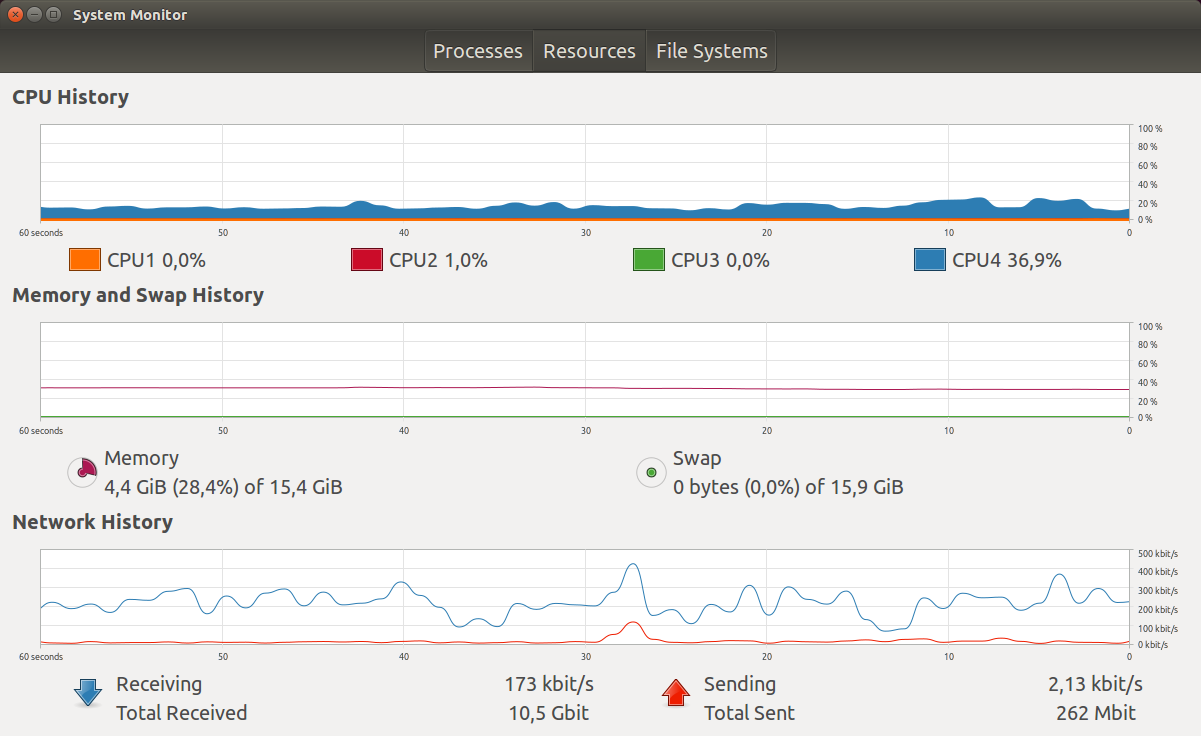 System Monitor
Processes Resources File Systems
CPU History
100 %
80 %
60 %
40 %
20 %
0 %
60 seconds 50 40 30 20 10 0
CPU1 0,0% CPU2 1,0% CPU3 0,0% CPU4 36,9%
Memory and Swap History
100 %
80 %
60 %
40 %
20 %
0 %
60 seconds 50 40 30 20 10 0
Memory Swap
4,4 GiB (28,4%) of 15,4 GiB 0 bytes (0,0%) of 15,9 GiB
Network History
500 kbit/s
400 kbit/s
300 kbit/s
200 kbit/s
100 kbit/s
0 kbit/s
60 seconds 50 40 30 20 10 0
Receiving 173 kbit/s Sending 2,13 kbit/s
Total Received 10,5 Gbit Total Sent 262 Mbit